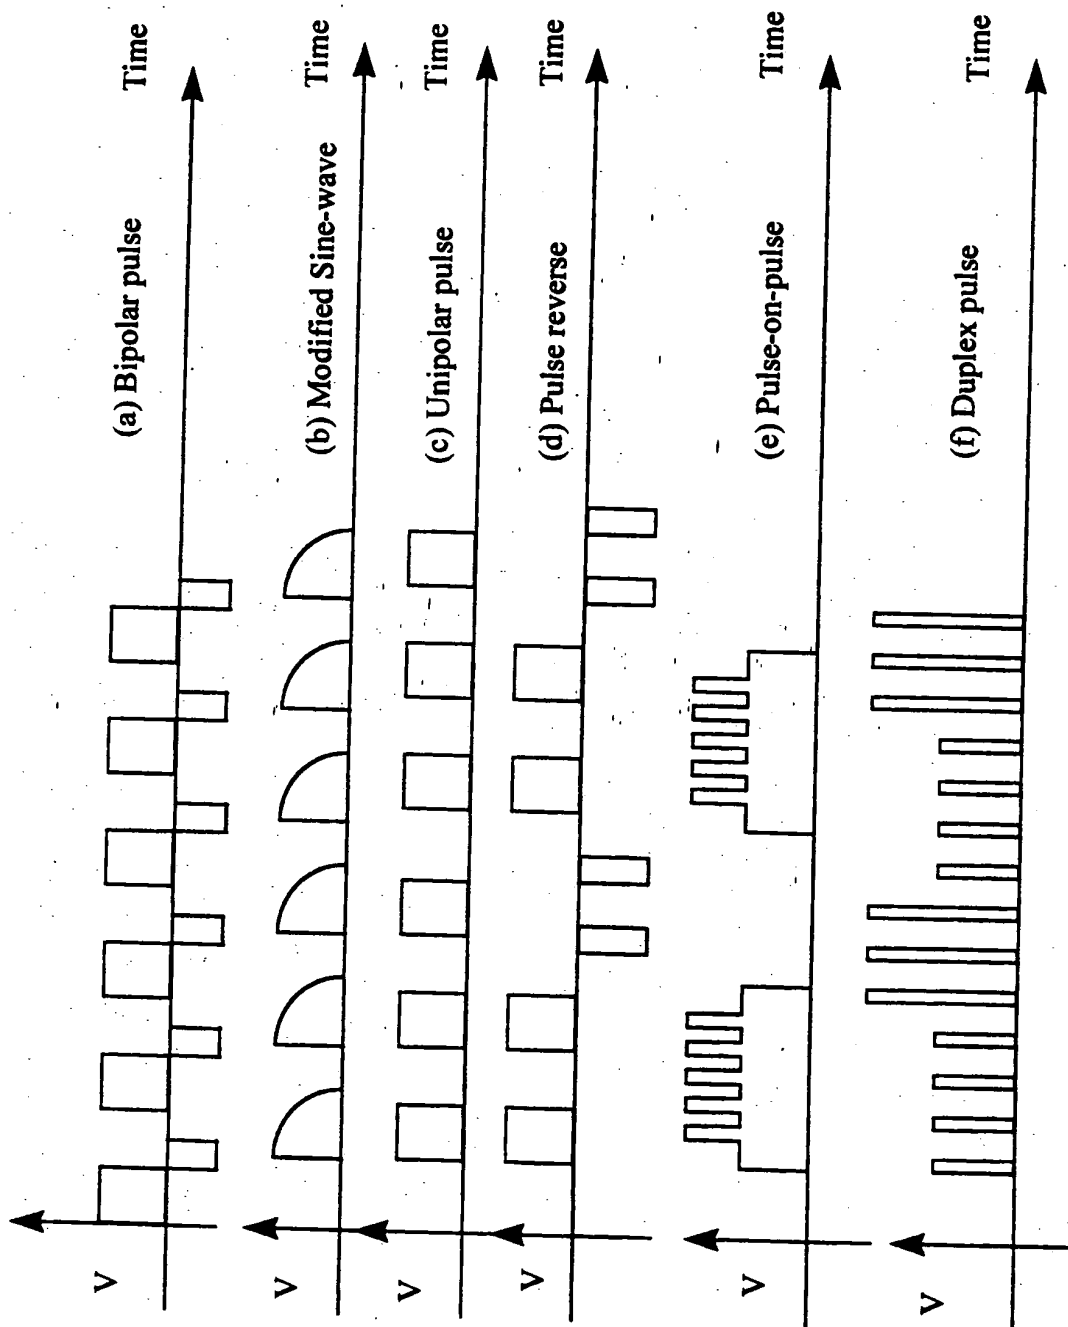 V
(a) Bipolar pulse
Time
V
(b) Modified Sine-wave
Time
V
(c) Unipolar pulse
Time
V
(d) Pulse reverse
Time
V
(e) Pulse-on-pulse
Time
V
(f) Duplex pulse
Time